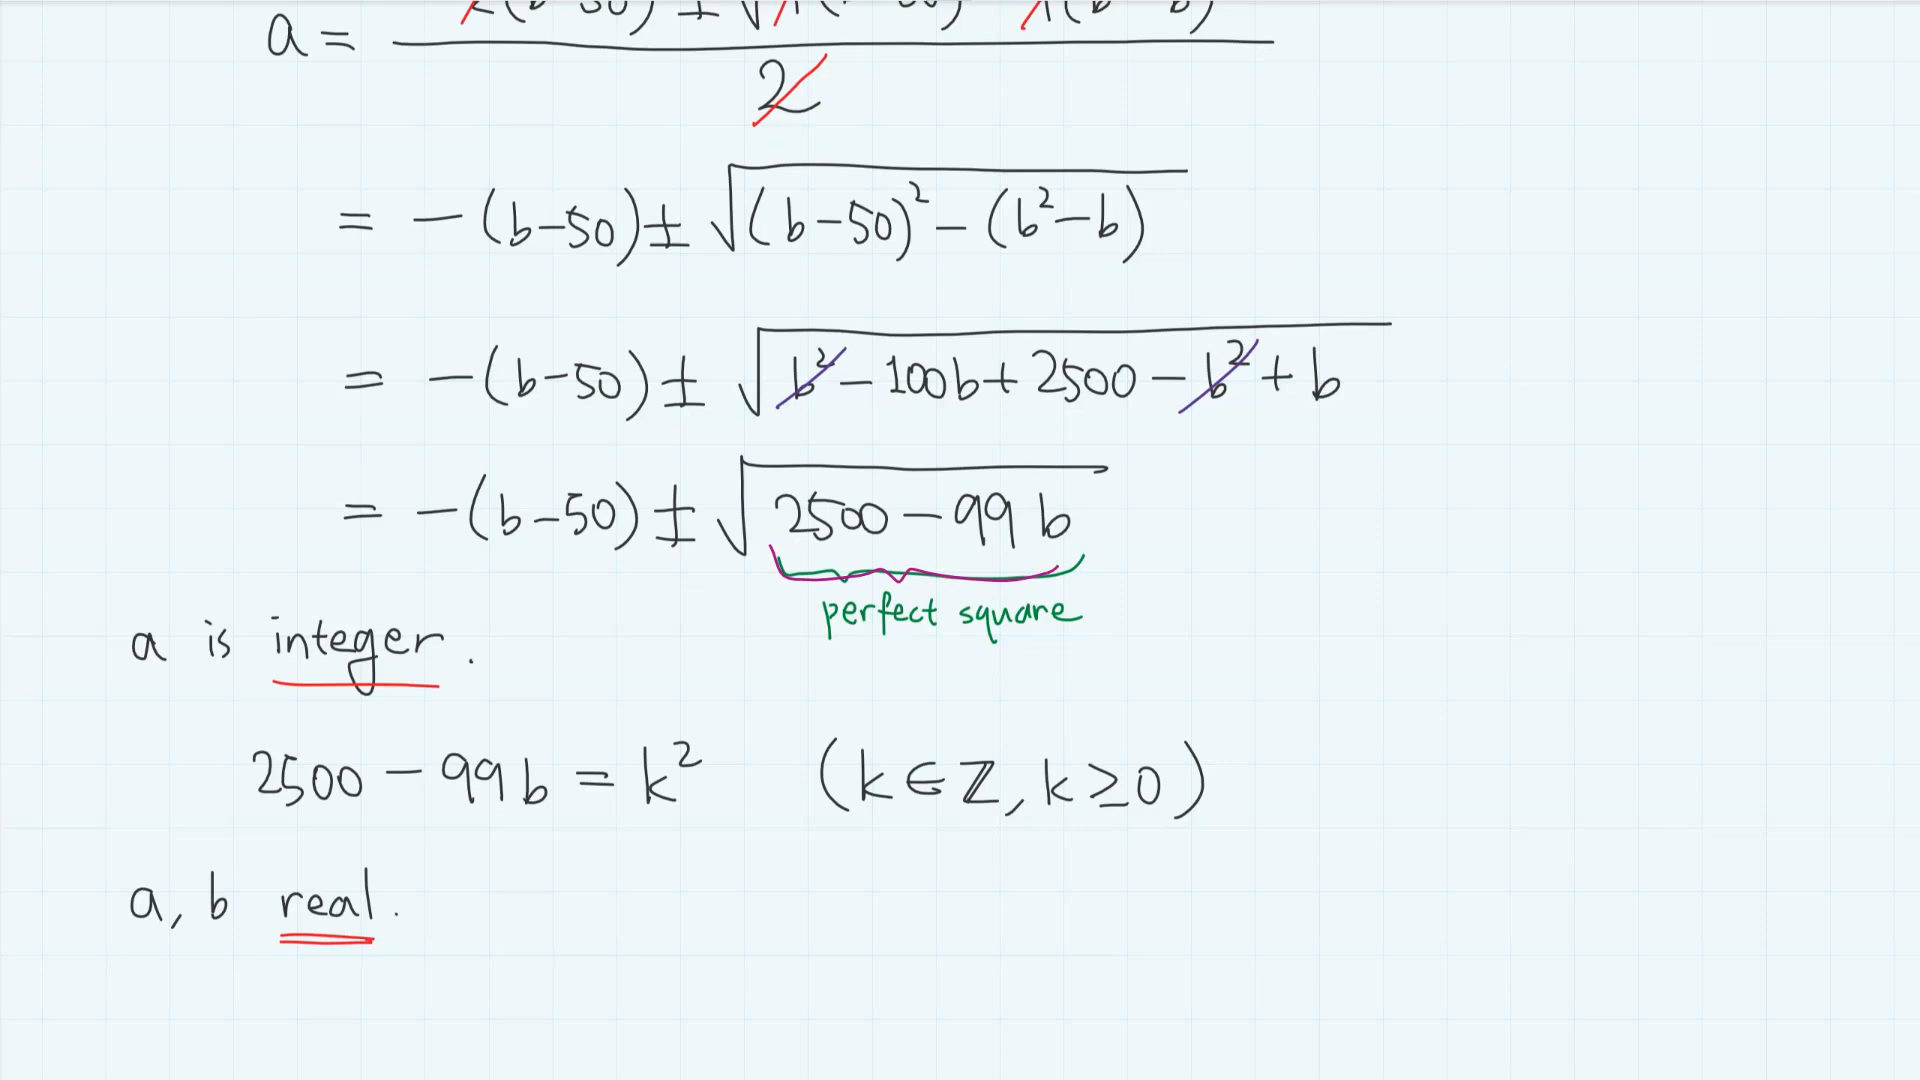 a =
2
= -(b-50) ± √(b-50)² - (b²-b)
= -(b-50) ± √b² - 100b + 2500 - b² + b
= -(b-50) ± √2500 - 99b
perfect square
a is integer.
2500 - 99b = k² (k∈ℤ, k≥0)
a, b real.